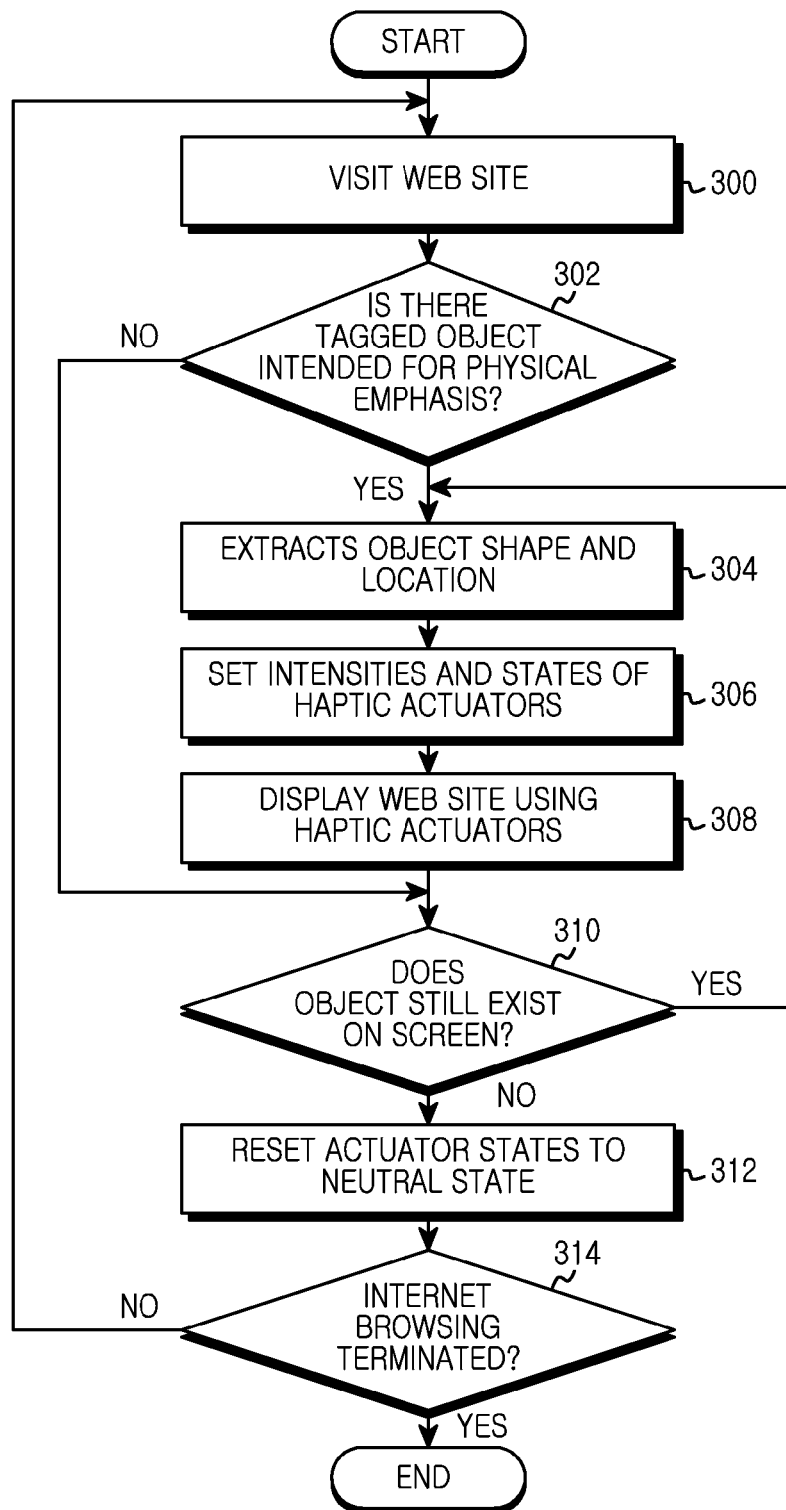 START
VISIT WEB SITE
300
302
IS THERE
TAGGED OBJECT
INTENDED FOR PHYSICAL
EMPHASIS?
NO
YES
EXTRACTS OBJECT SHAPE AND
LOCATION
304
SET INTENSITIES AND STATES OF
HAPTIC ACTUATORS
306
DISPLAY WEB SITE USING
HAPTIC ACTUATORS
308
310
DOES
OBJECT STILL EXIST
ON SCREEN?
YES
NO
RESET ACTUATOR STATES TO
NEUTRAL STATE
312
314
NO
INTERNET
BROWSING
TERMINATED?
YES
END